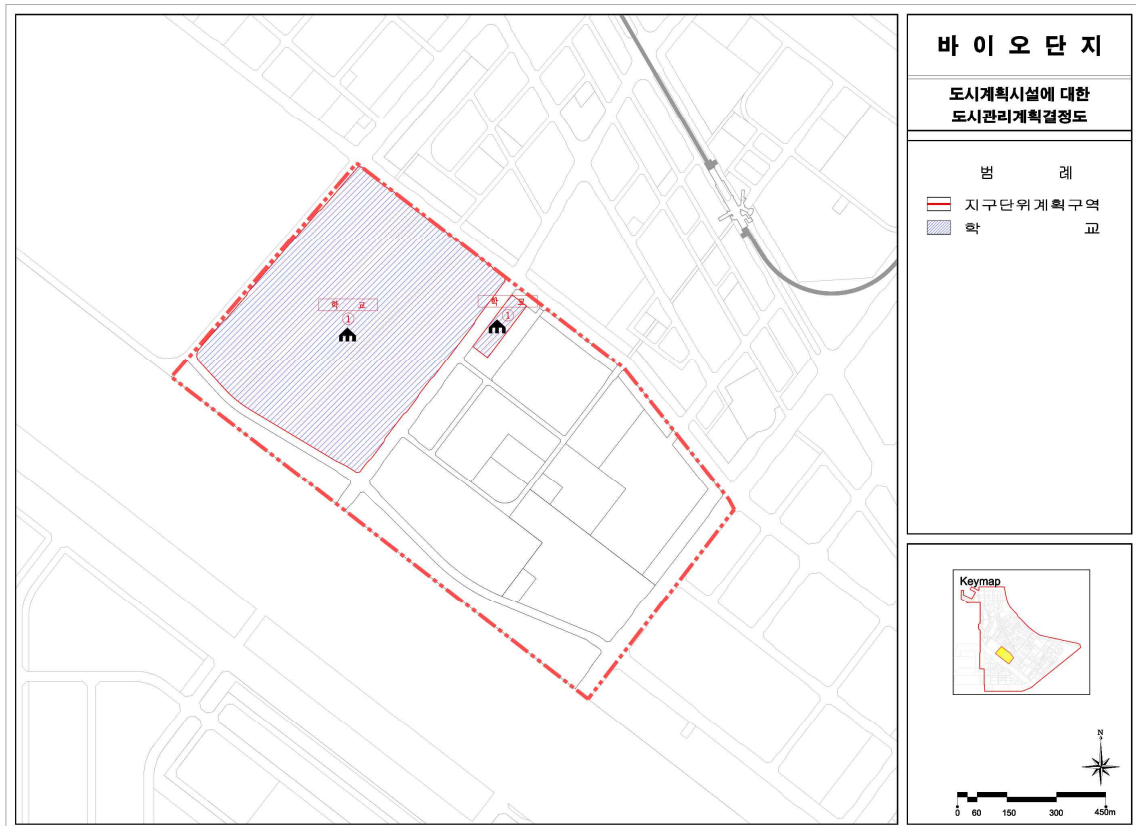 바 이 오 단 지
도시계획시설에 대한
도시관리계획결정도
범 례
지구단위계획구역
학 교
학 교
①
학 교
①
Keymap
N
0 60 150 300 450m